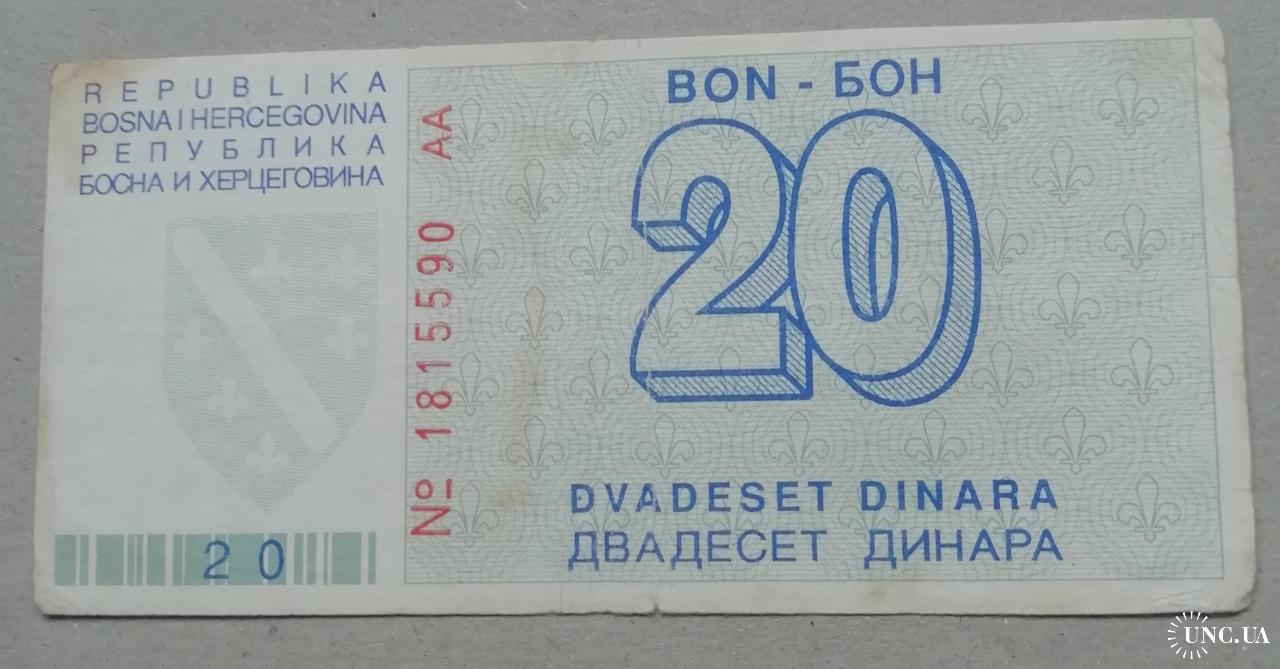 REPUBLIKA
BOSNA I HERCEGOVINA
РЕПУБЛИКА
БОСНА И ХЕРЦЕГОВИНА
20
№ 1815590 AA
BON - БОН
20
DVADESET DINARA
ДВАДЕСЕТ ДИНАРА
UNC.UA